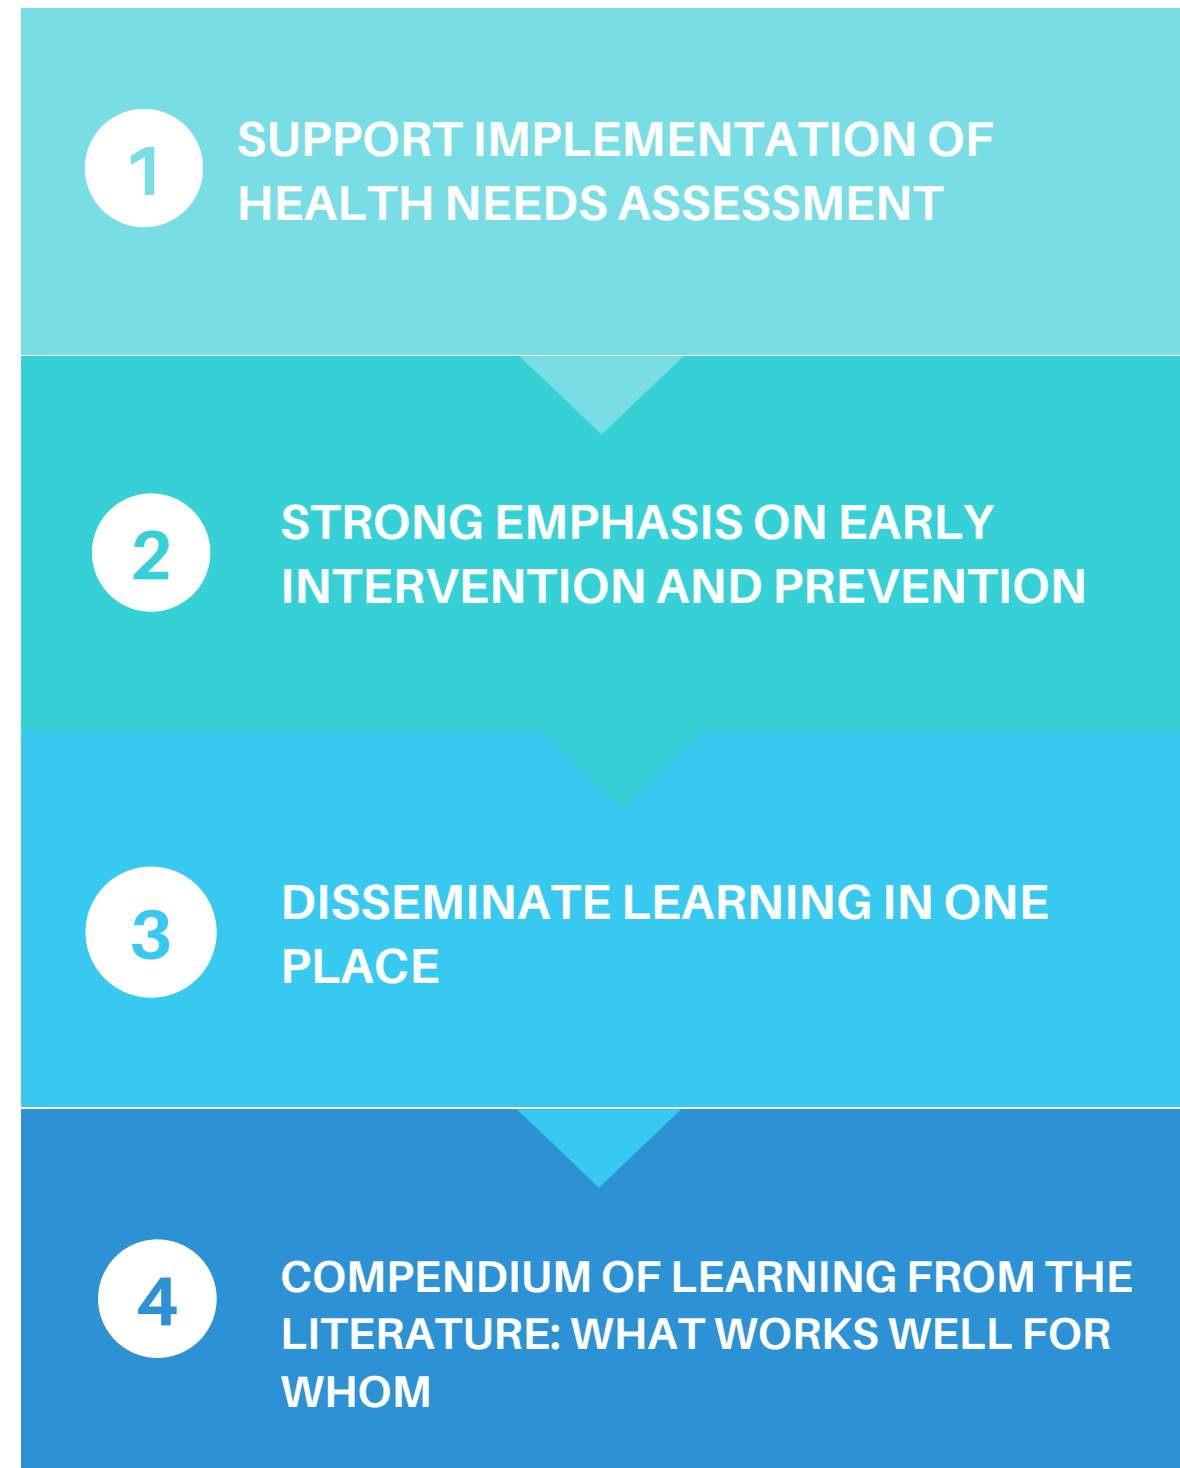 1
SUPPORT IMPLEMENTATION OF
HEALTH NEEDS ASSESSMENT
2
STRONG EMPHASIS ON EARLY
INTERVENTION AND PREVENTION
3
DISSEMINATE LEARNING IN ONE
PLACE
4
COMPENDIUM OF LEARNING FROM THE
LITERATURE: WHAT WORKS WELL FOR
WHOM